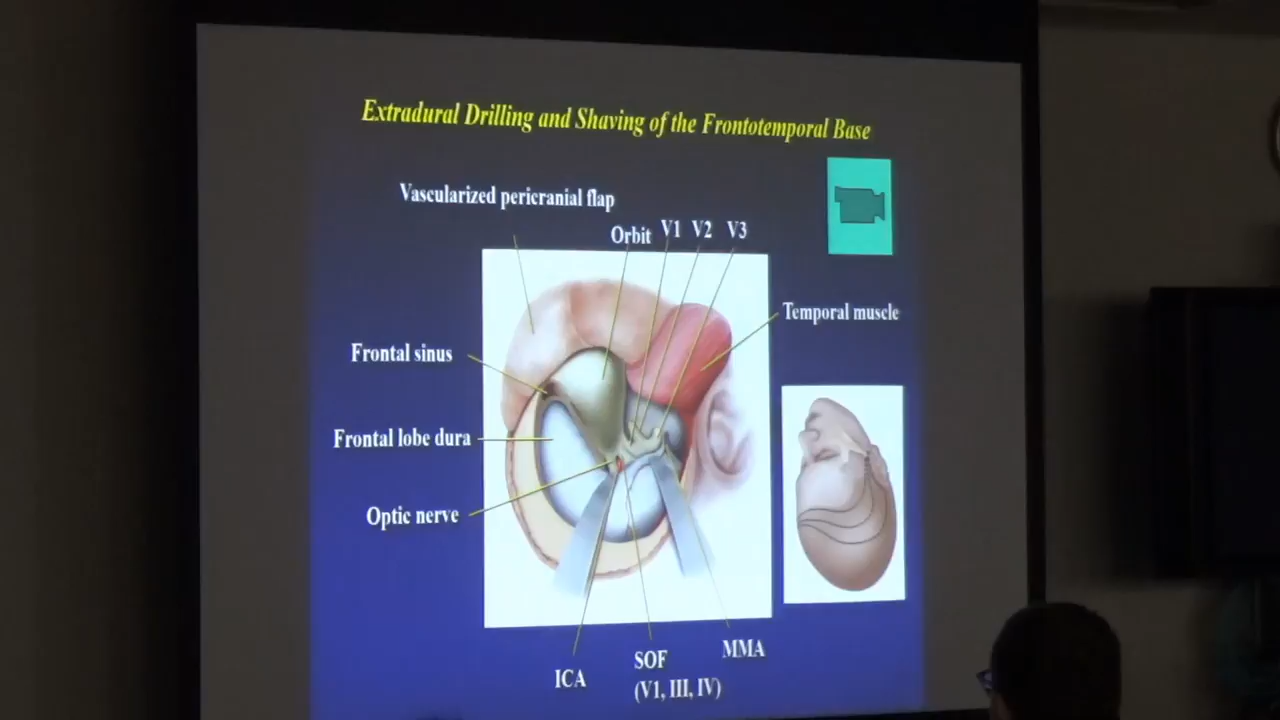 Extradural Drilling and Shaving of the Frontotemporal Base
Vascularized pericranial flap
Orbit V1 V2 V3
Temporal muscle
Frontal sinus
Frontal lobe dura
Optic nerve
ICA
SOF
(V1, III, IV)
MMA